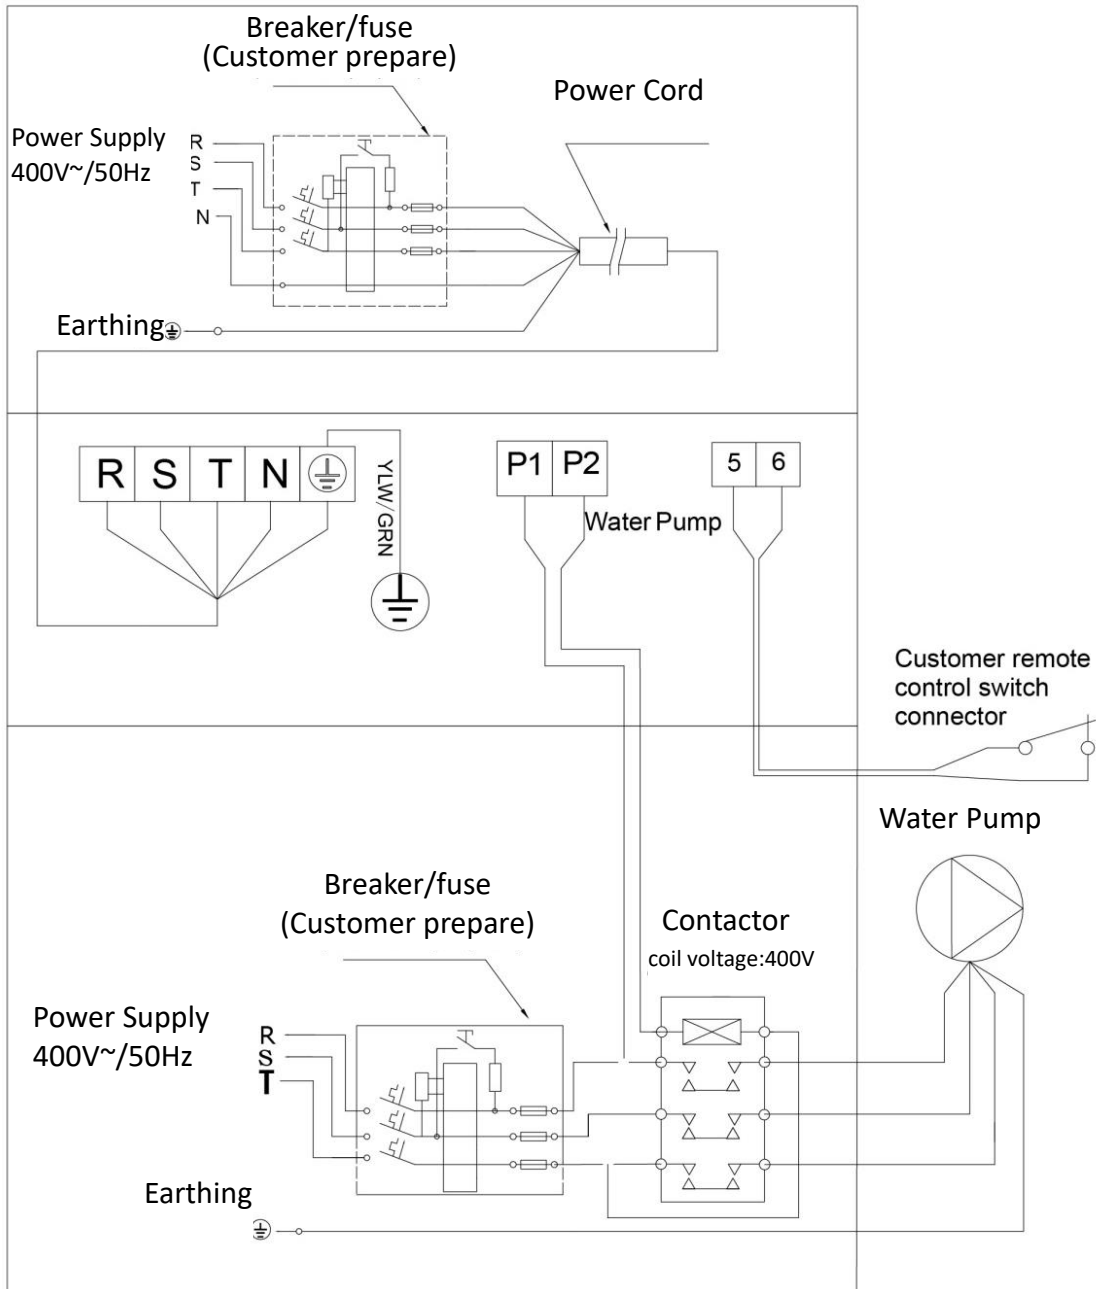 Breaker/fuse
(Customer prepare)
Power Cord
Power Supply
400V~/50Hz
R
S
T
N
Earthing
R S T N
YLW/GRN
P1 P2
5 6
Water Pump
Customer remote
control switch
connector
Water Pump
Breaker/fuse
(Customer prepare)
Contactor
coil voltage:400V
Power Supply
400V~/50Hz
R
S
T
Earthing